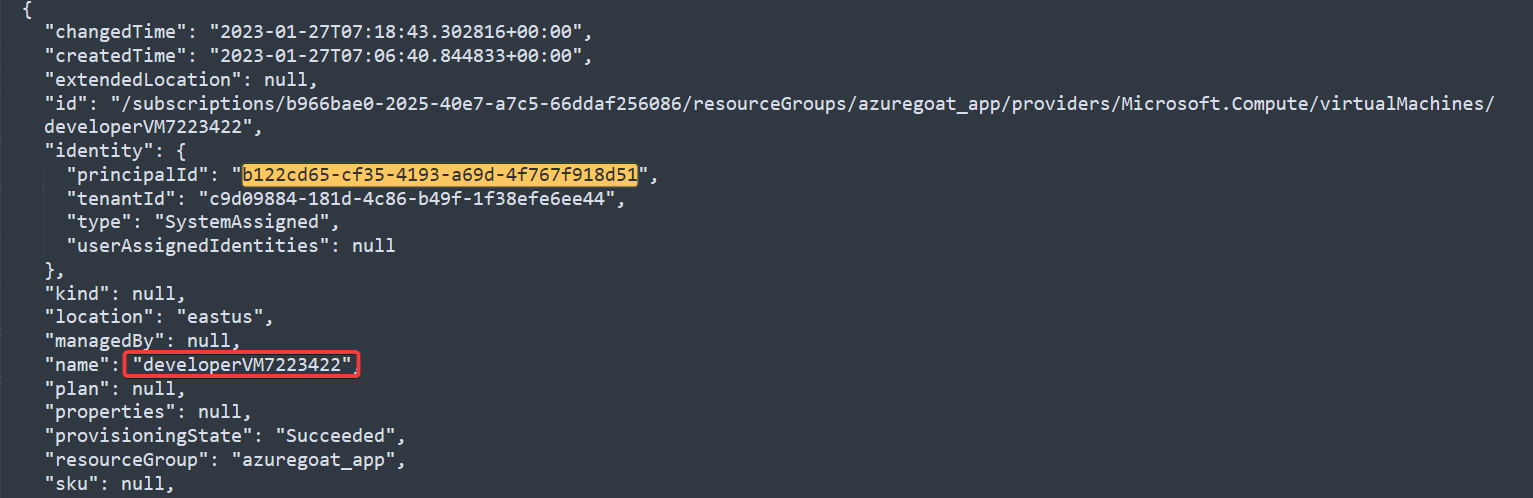 {
"changedTime": "2023-01-27T07:18:43.302816+00:00",
"createdTime": "2023-01-27T07:06:40.844833+00:00",
"extendedLocation": null,
"id": "/subscriptions/b966bae0-2025-40e7-a7c5-66ddaf256086/resourceGroups/azuregoat_app/providers/Microsoft.Compute/virtualMachines/
developerVM7223422",
"identity": {
"principalId": "b122cd65-cf35-4193-a69d-4f767f918d51",
"tenantId": "c9d09884-181d-4c86-b49f-1f38efe6ee44",
"type": "SystemAssigned",
"userAssignedIdentities": null
},
"kind": null,
"location": "eastus",
"managedBy": null,
"name": "developerVM7223422",
"plan": null,
"properties": null,
"provisioningState": "Succeeded",
"resourceGroup": "azuregoat_app",
"sku": null,